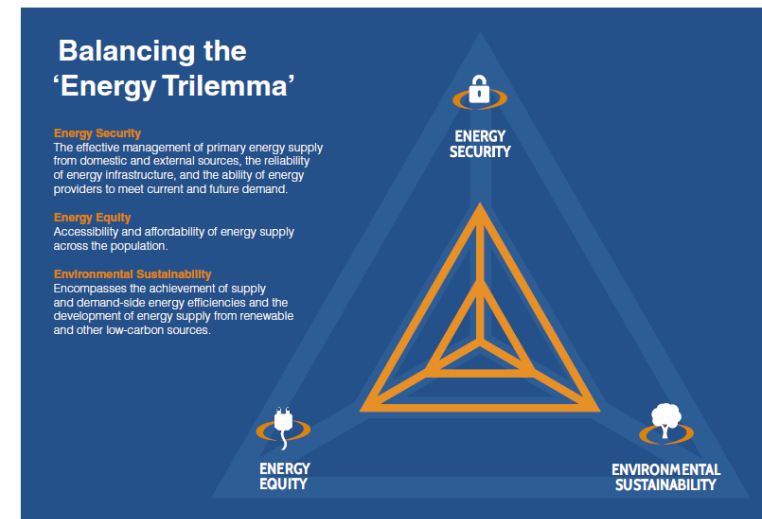 Balancing the
‘Energy Trilemma’
Energy Security
The effective management of primary energy supply
from domestic and external sources, the reliability
of energy infrastructure, and the ability of energy
providers to meet current and future demand.
Energy Equity
Accessibility and affordability of energy supply
across the population.
Environmental Sustainability
Encompasses the achievement of supply
and demand-side energy efficiencies and the
development of energy supply from renewable
and other low-carbon sources.
ENERGY
SECURITY
ENERGY
EQUITY
ENVIRONMENTAL
SUSTAINABILITY